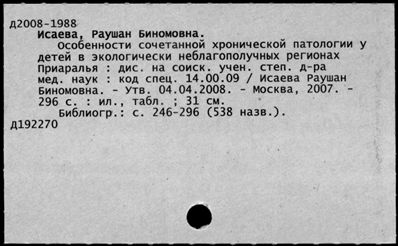 д2008-1988
Исаева, Раушан Биномовна.
Особенности сочетанной хронической патологии у
детей в экологически неблагополучных регионах
Приаралья : дис. на соиск. учен. степ. д-ра
мед. наук : код спец. 14.00.09 / Исаева Раушан
Биномовна. - Утв. 04.04.2008. - Москва, 2007. -
296 с. : ил., табл. ; 31 см.
Библиогр.: с. 246-296 (538 назв.).
Д192270